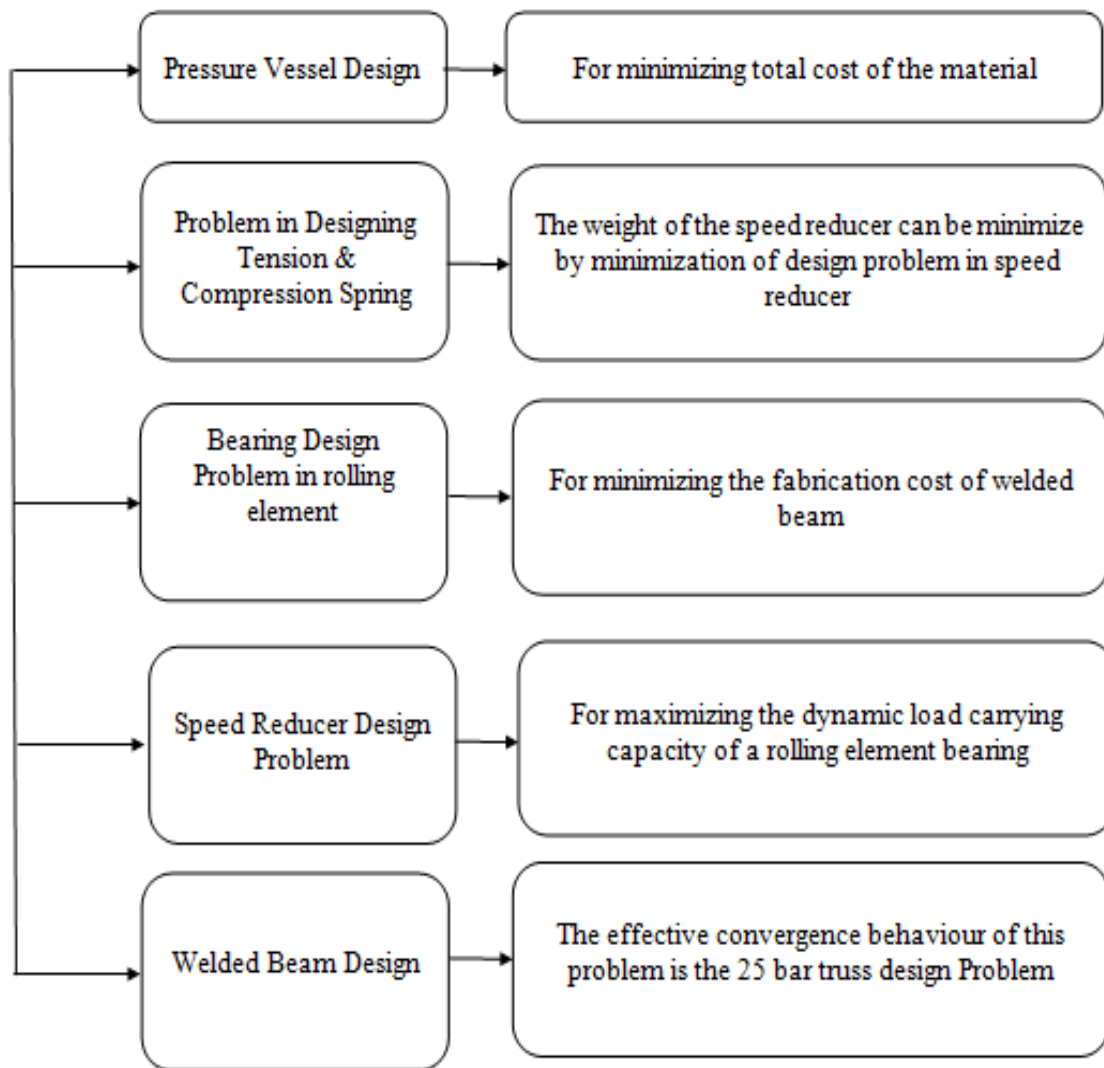 Pressure Vessel Design
For minimizing total cost of the material
Problem in Designing
Tension &
Compression Spring
The weight of the speed reducer can be minimize
by minimization of design problem in speed
reducer
Bearing Design
Problem in rolling
element
For minimizing the fabrication cost of welded
beam
Speed Reducer Design
Problem
For maximizing the dynamic load carrying
capacity of a rolling element bearing
Welded Beam Design
The effective convergence behaviour of this
problem is the 25 bar truss design Problem